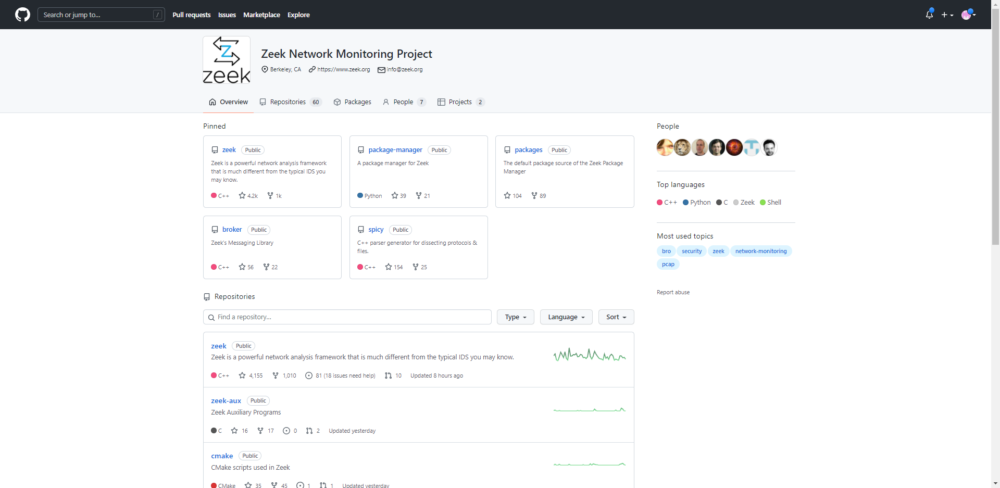 Search or jump to... /
Pull requests Issues Marketplace Explore
zeek
Zeek Network Monitoring Project
Berkeley, CA https://www.zeek.org info@zeek.org
Overview Repositories 60 Packages People 7 Projects 2
Pinned
zeek Public
Zeek is a powerful network analysis framework
that is much different from the typical IDS you
may know.
C++ 4.2k 1k
package-manager Public
A package manager for Zeek
Python 39 21
packages Public
The default package source of the Zeek Package
Manager
104 89
broker Public
Zeek's Messaging Library
C++ 56 22
spicy Public
C++ parser generator for dissecting protocols &
files.
C++ 154 25
Repositories
Find a repository...
Type Language Sort
zeek Public
Zeek is a powerful network analysis framework that is much different from the typical IDS you may know.
C++ 4,155 1,010 81 (18 issues need help) 10 Updated 8 hours ago
zeek-aux Public
Zeek Auxiliary Programs
C 16 17 0 2 Updated yesterday
cmake Public
CMake scripts used in Zeek
CMake 35 45 1 1 Updated yesterday
People
Top languages
C++ Python C Zeek Shell
Most used topics
bro security zeek network-monitoring
pcap
Report abuse